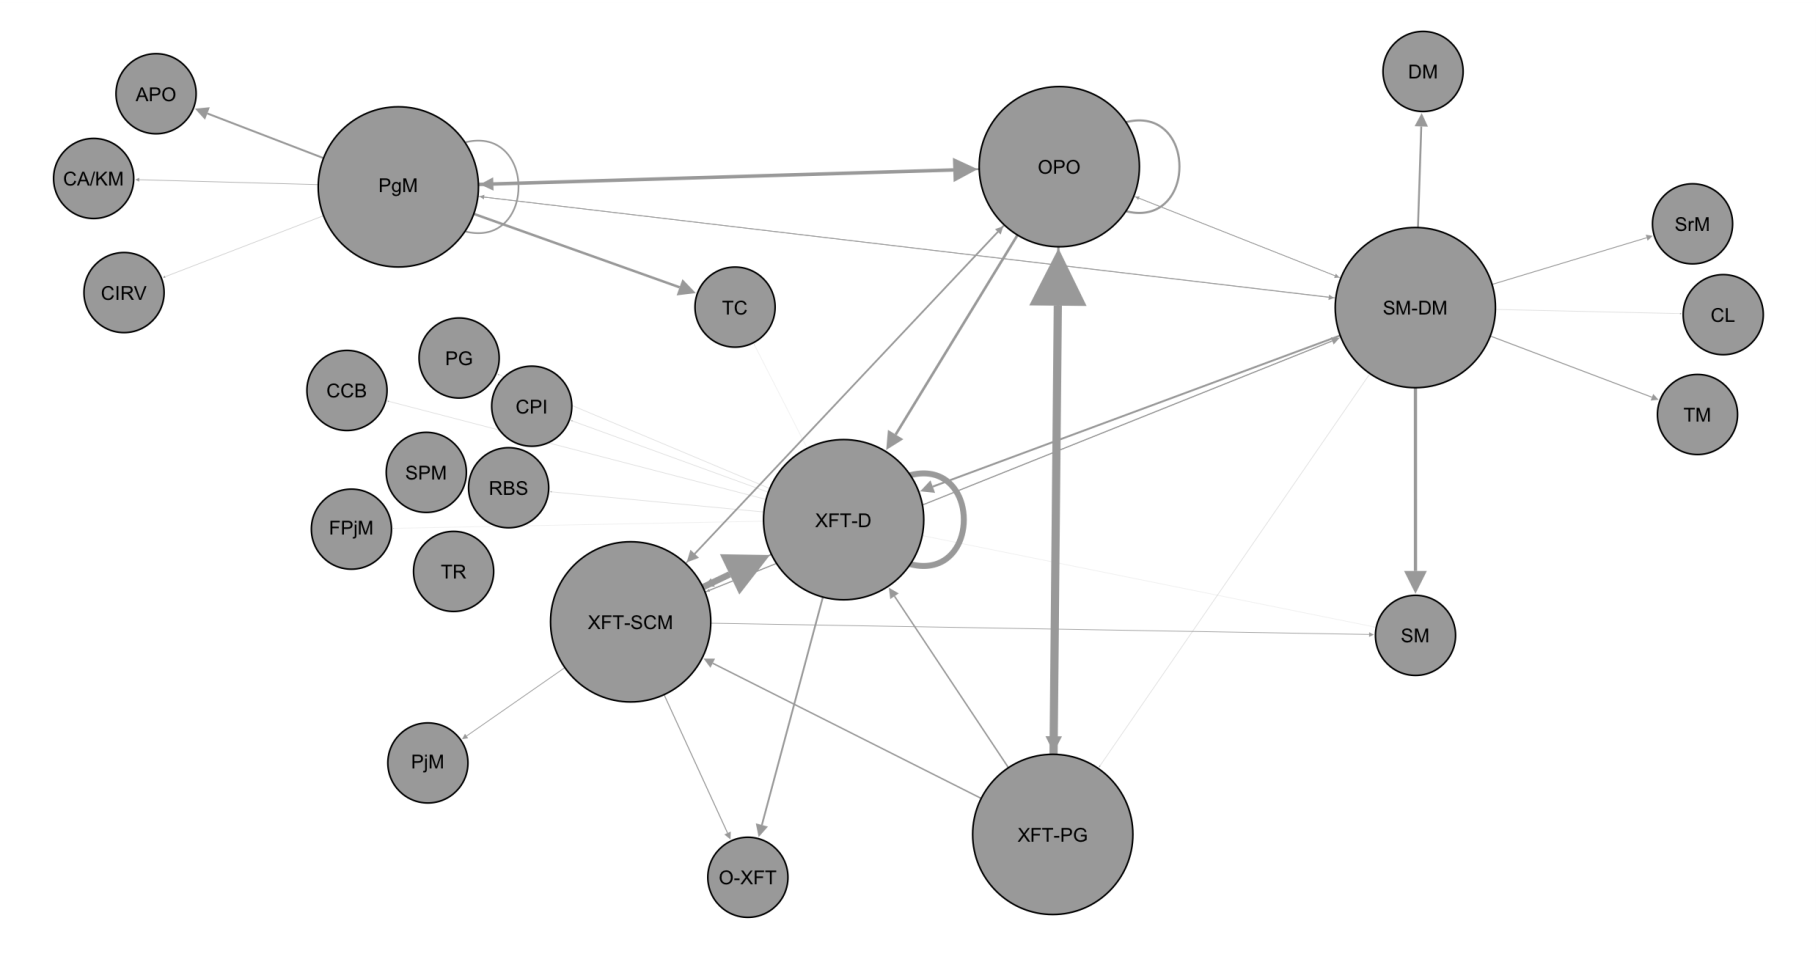 DM
APO
OPO
CA/KM
PgM
SrM
CIRV
TC
SM-DM
CL
PG
CCB
CPI
TM
SPM
RBS
FPjM
XFT-D
TR
XFT-SCM
SM
PjM
XFT-PG
O-XFT